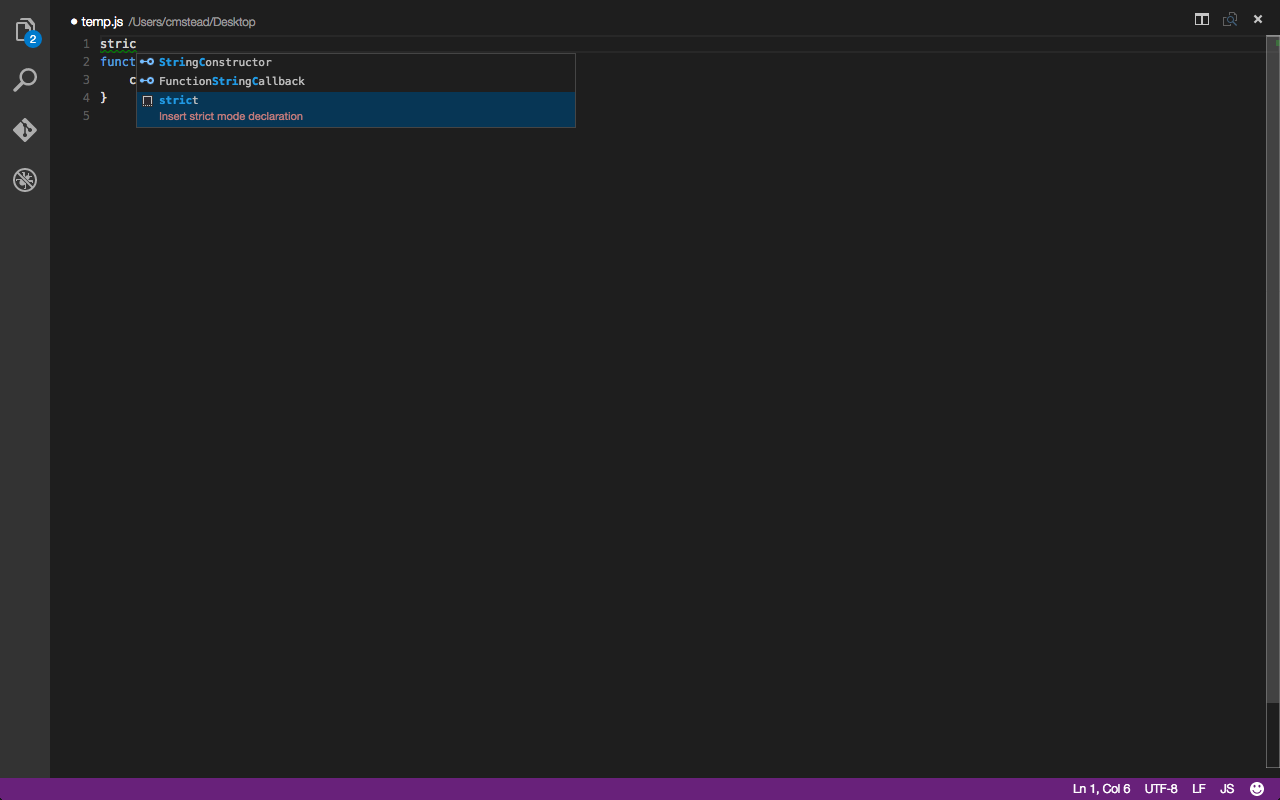 temp.js /Users/cmstead/Desktop
2
1 stric
2 funct
StringConstructor
3 c
FunctionStringCallback
4 }
strict
Insert strict mode declaration
5
Ln 1, Col 6 UTF-8 LF JS